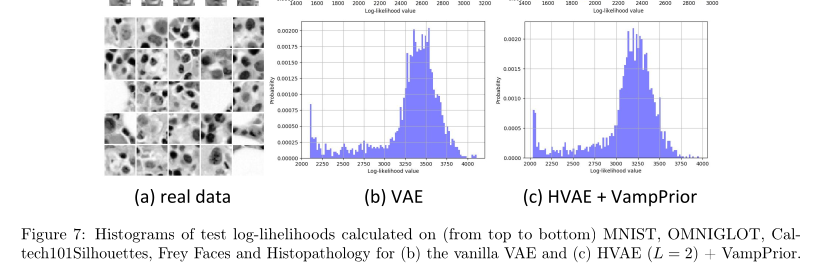 1400 1600 1800 2000 2200 2400 2600 2800 3000 3200
Log-likelihood value
1400 1600 1800 2000 2200 2400 2600 2800 3000
Log-likelihood value
0.00200
0.00175
0.00150
0.00125
0.00100
0.00075
0.00050
0.00025
0.00000
Probability
2000 2250 2500 2750 3000 3250 3500 3750 4000
Log-likelihood value
0.0020
0.0015
0.0010
0.0005
0.0000
Probability
2000 2250 2500 2750 3000 3250 3500 3750 4000
Log-likelihood value
(a) real data
(b) VAE
(c) HVAE + VampPrior
Figure 7: Histograms of test log-lihelihoods calculated on (from top to bottom) MNIST, OMNIGLOT, Cal-
tech101Silhouettes, Frey Faces and Histopathology for (b) the vanilla VAE and (c) HVAE (L = 2) + VampPrior.